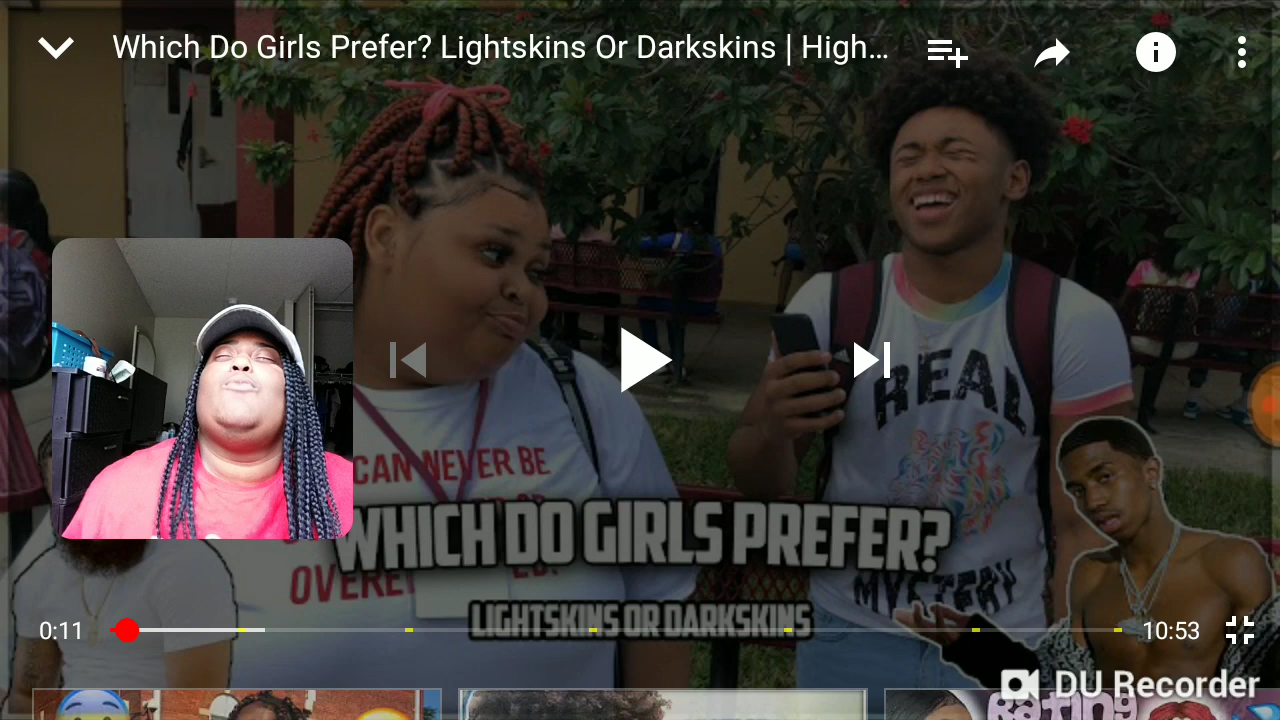 Which Do Girls Prefer? Lightskins Or Darkskins | High...
REAL
CAN NEVER BE
WHICH DO GIRLS PREFER?
MYSTERY
LIGHTSKINS OR DARKSKINS
0:11
10:53
DU Recorder
Rating